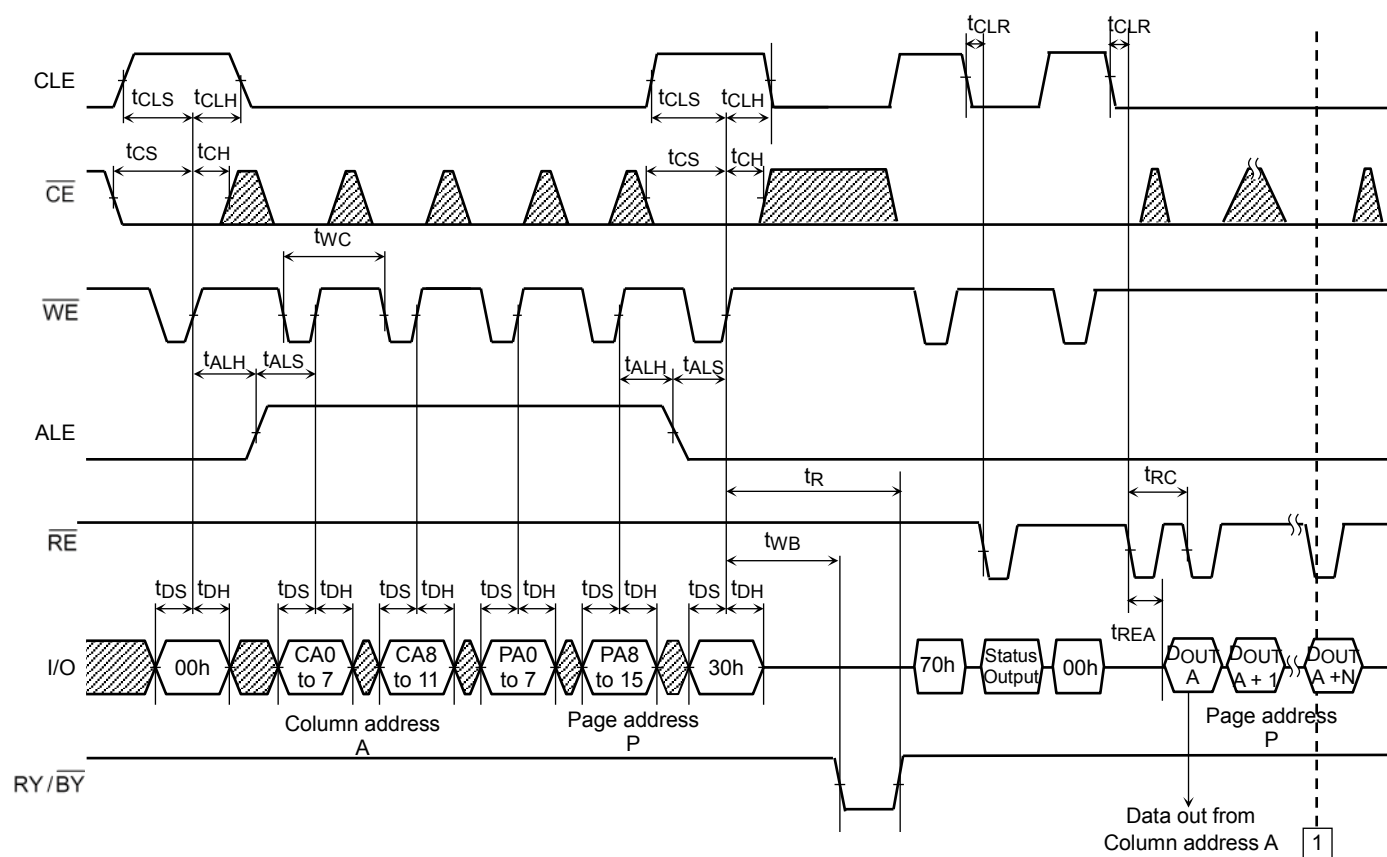 tCLR
tCLR
CLE
tCLS
tCLH
tCLS
tCLH
tCS
tCH
tCS
tCH
CE
tWC
WE
tALH
tALS
tALH
tALS
ALE
tR
tRC
RE
tWB
tDS
tDH
tDS
tDH
tDS
tDH
tDS
tDH
tDS
tDH
tDS
tDH
tREA
I/O
00h
CA0
to 7
CA8
to 11
PA0
to 7
PA8
to 15
30h
70h
Status
Output
00h
DOUT
A
DOUT
A + 1
DOUT
A +N
Column address
A
Page address
P
Page address
P
RY/BY
Data out from
Column address A
1